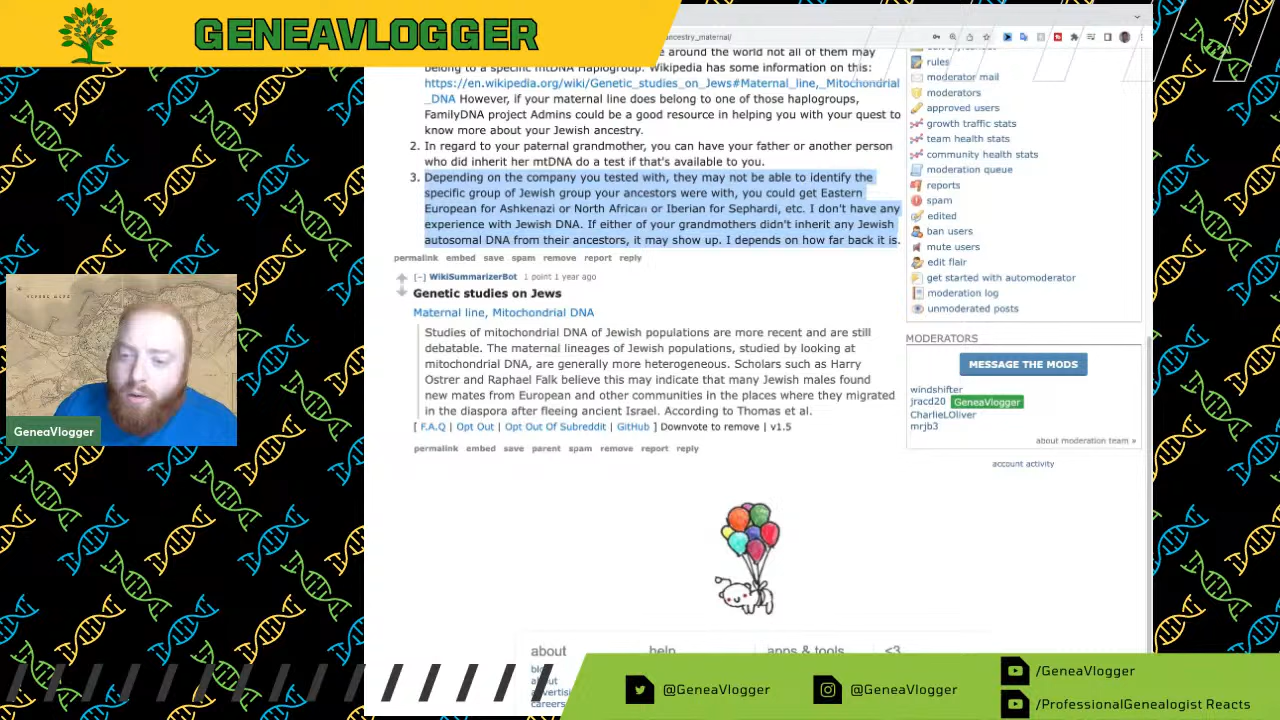 GENEAVLOGGER
ancestry_maternal/
e around the world not all of them may
belong to a specific mtDNA Haplogroup. Wikipedia has some information on this:
https://en.wikipedia.org/wiki/Genetic_studies_on_Jews#Maternal_line,_Mitochondrial
_DNA However, if your maternal line does belong to one of those haplogroups,
FamilyDNA project Admins could be a good resource in helping you with your quest to
know more about your Jewish ancestry.
2. In regard to your paternal grandmother, you can have your father or another person
who did inherit her mtDNA do a test if that's available to you.
3. Depending on the company you tested with, they may not be able to identify the
specific group of Jewish group your ancestors were with, you could get Eastern
European for Ashkenazi or North African or Iberian for Sephardi, etc. I don't have any
experience with Jewish DNA. If either of your grandmothers didn't inherit any Jewish
autosomal DNA from their ancestors, it may show up. I depends on how far back it is.
permalink embed save spam remove report reply
[-] WikiSummarizerBot 1 point 1 year ago
Genetic studies on Jews
Maternal line, Mitochondrial DNA
Studies of mitochondrial DNA of Jewish populations are more recent and are still
debatable. The maternal lineages of Jewish populations, studied by looking at
mitochondrial DNA, are generally more heterogeneous. Scholars such as Harry
Ostrer and Raphael Falk believe this may indicate that many Jewish males found
new mates from European and other communities in the places where they migrated
in the diaspora after fleeing ancient Israel. According to Thomas et al.
[ F.A.Q | Opt Out | Opt Out Of Subreddit | GitHub ] Downvote to remove | v1.5
permalink embed save parent spam remove report reply
rules
moderator mail
moderators
approved users
growth traffic stats
team health stats
community health stats
moderation queue
reports
spam
edited
ban users
mute users
edit flair
get started with automoderator
moderation log
unmoderated posts
MODERATORS
MESSAGE THE MODS
windshifter
jracd20 GeneaVlogger
CharlieLOliver
mrjb3
about moderation team »
account activity
GeneaVlogger
about help apps & tools <3
about
careers
@GeneaVlogger
@GeneaVlogger
/GeneaVlogger
/ProfessionalGenealogist Reacts